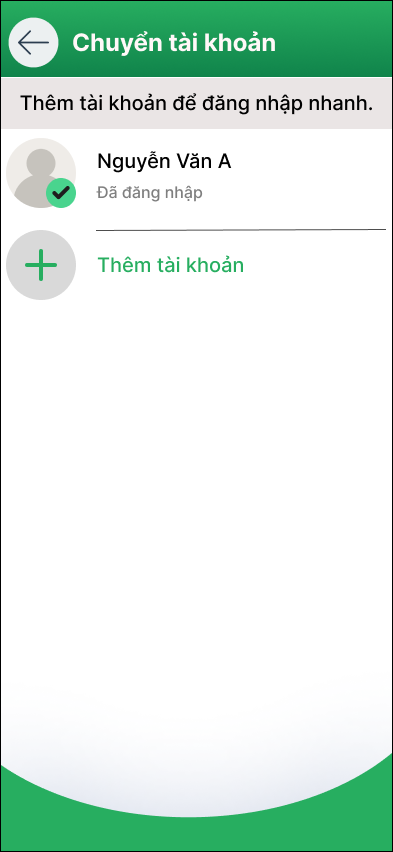 Chuyển tài khoản
Thêm tài khoản để đăng nhập nhanh.
Nguyễn Văn A
Đã đăng nhập
Thêm tài khoản